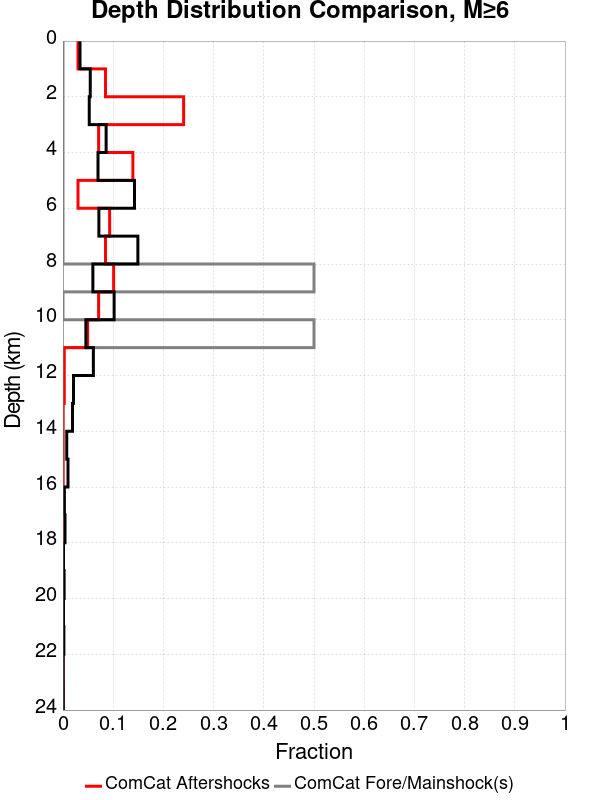 Depth Distribution Comparison, M≥6
0
2
4
6
8
10
12
14
16
18
20
22
24
Depth (km)
0 0.1 0.2 0.3 0.4 0.5 0.6 0.7 0.8 0.9 1
Fraction
ComCat Aftershocks ComCat Fore/Mainshock(s)